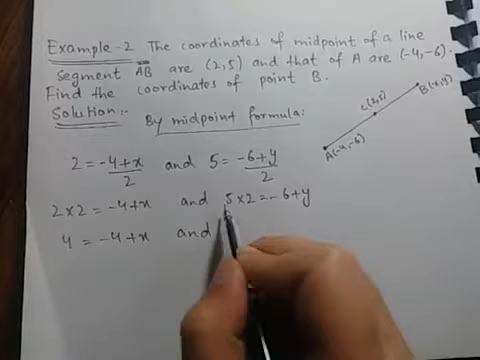 Example-2 The coordinates of midpoint of a line
segment AB are (2,5) and that of A are (-4,-6).
Find the coordinates of point B.
Solution:-
By midpoint formula:
C(2,5)
B(x,y)
A(-4,-6)
2 = -4+x/2 and 5 = -6+y/2
2×2 = -4+x and 5×2 = -6+y
4 = -4+x and